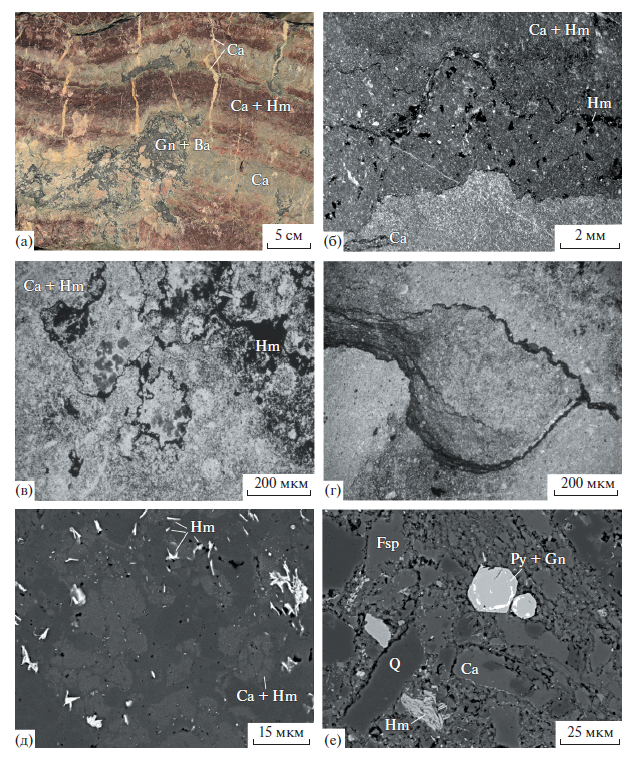 Ca
Ca + Hm
Gn + Ba
Ca
(а)
5 см
Ca + Hm
Hm
Ca
(б)
2 мм
Ca + Hm
Hm
(в)
200 мкм
(г)
200 мкм
Hm
Ca + Hm
(д)
15 мкм
Fsp
Py + Gn
Q
Ca
Hm
(е)
25 мкм